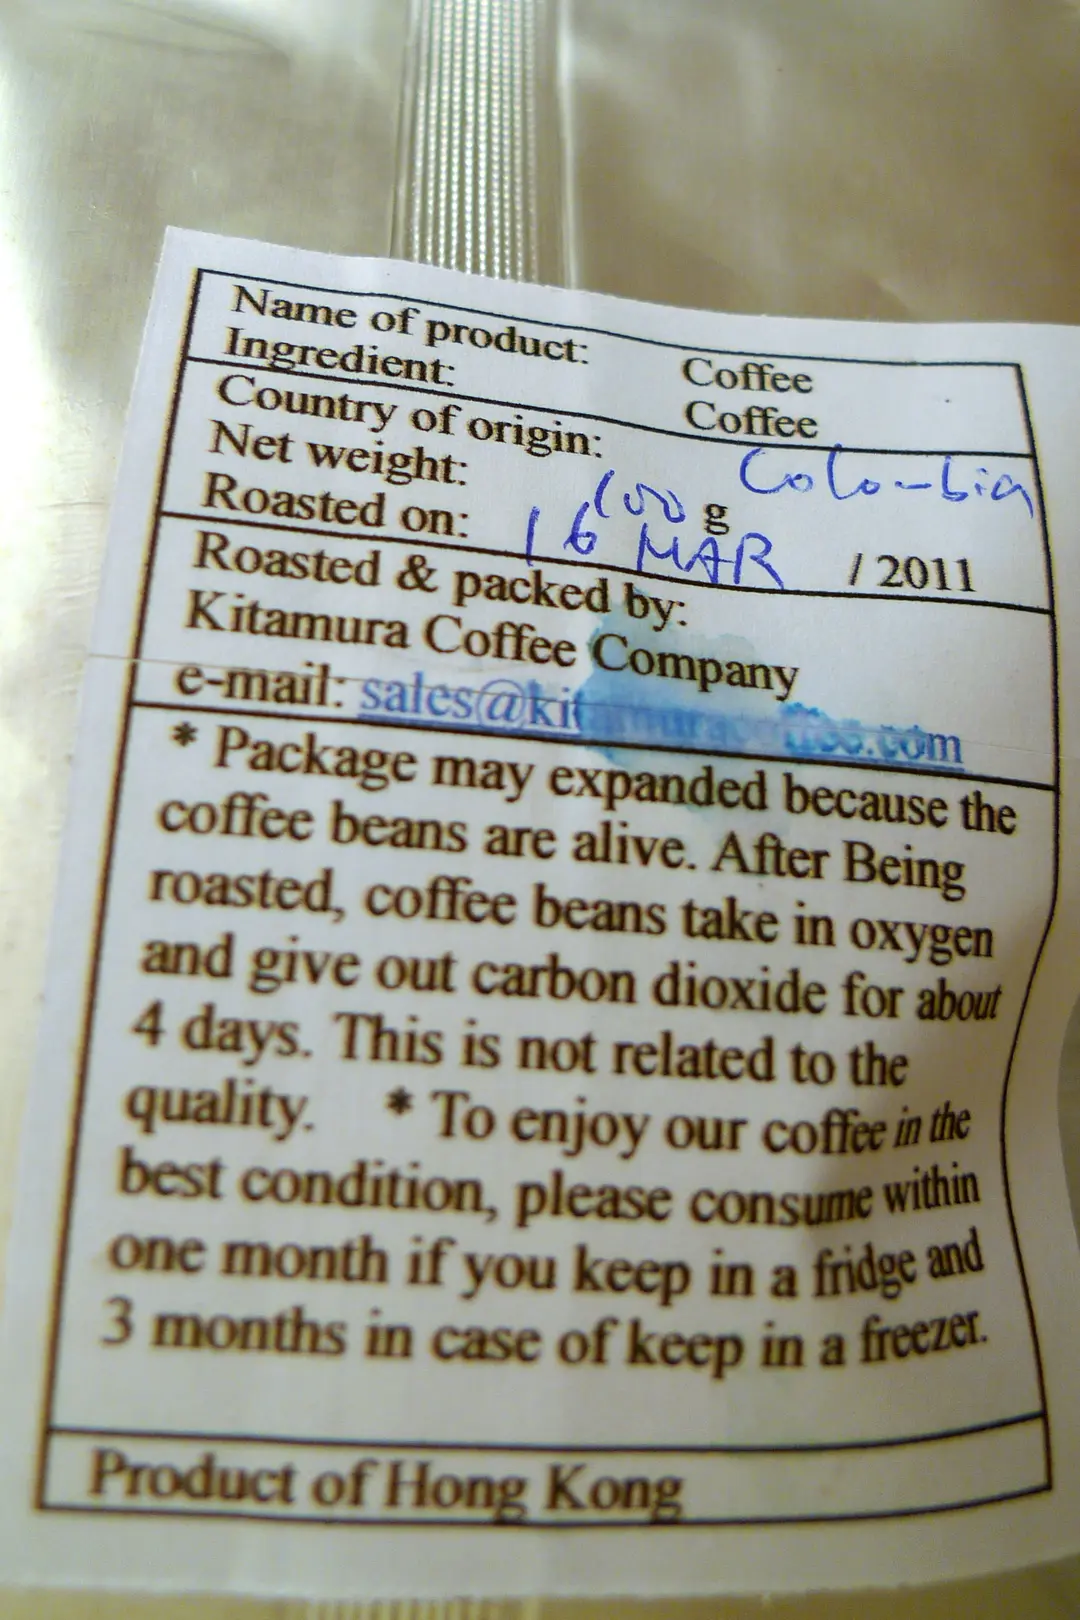 Name of product: Coffee
Ingredient: Coffee
Country of origin: Colombia
Net weight: 100 g
Roasted on: 16 MAR / 2011
Roasted & packed by:
Kitamura Coffee Company
e-mail: sales@kitamuracoffee.com
* Package may expanded because the
coffee beans are alive. After Being
roasted, coffee beans take in oxygen
and give out carbon dioxide for about
4 days. This is not related to the
quality. * To enjoy our coffee in the
best condition, please consume within
one month if you keep in a fridge and
3 months in case of keep in a freezer.
Product of Hong Kong